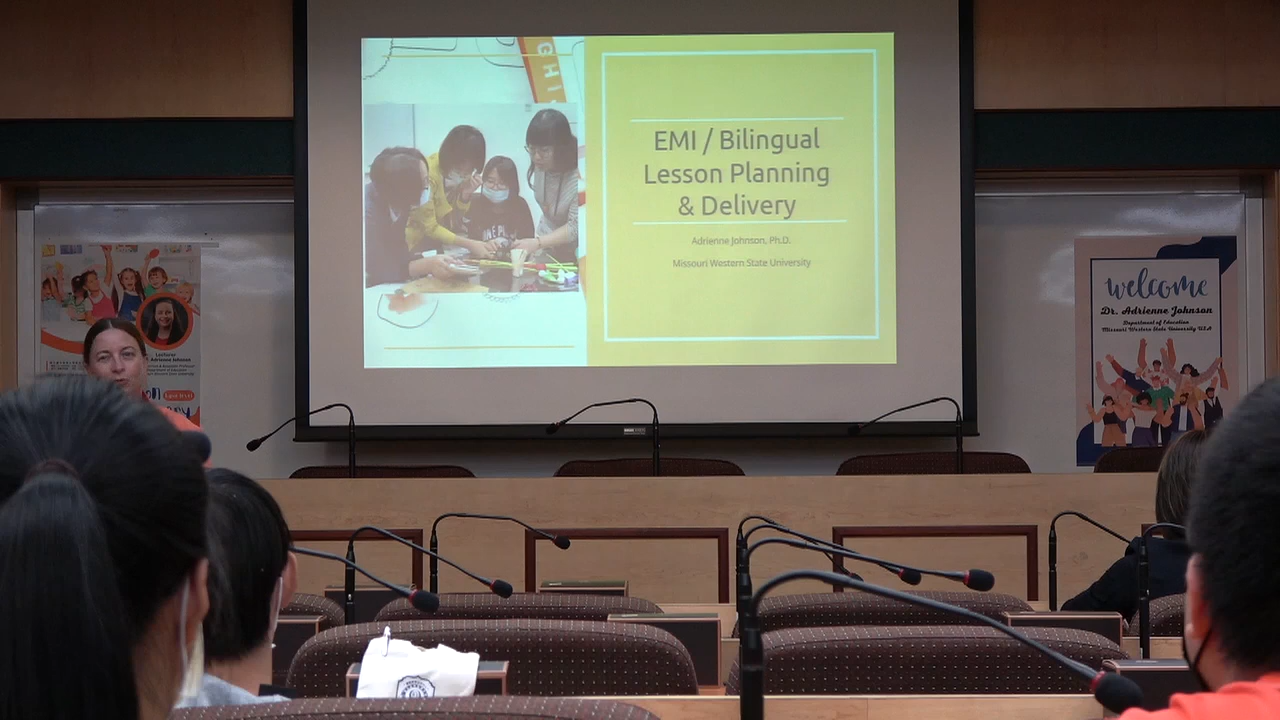 GHI
EMI / Bilingual
Lesson Planning
& Delivery
Adrienne Johnson, Ph.D.
Missouri Western State University
Lecturer
Adrienne Johnson
welcome
Dr. Adrienne Johnson
Department of Education
Missouri Western State University USA